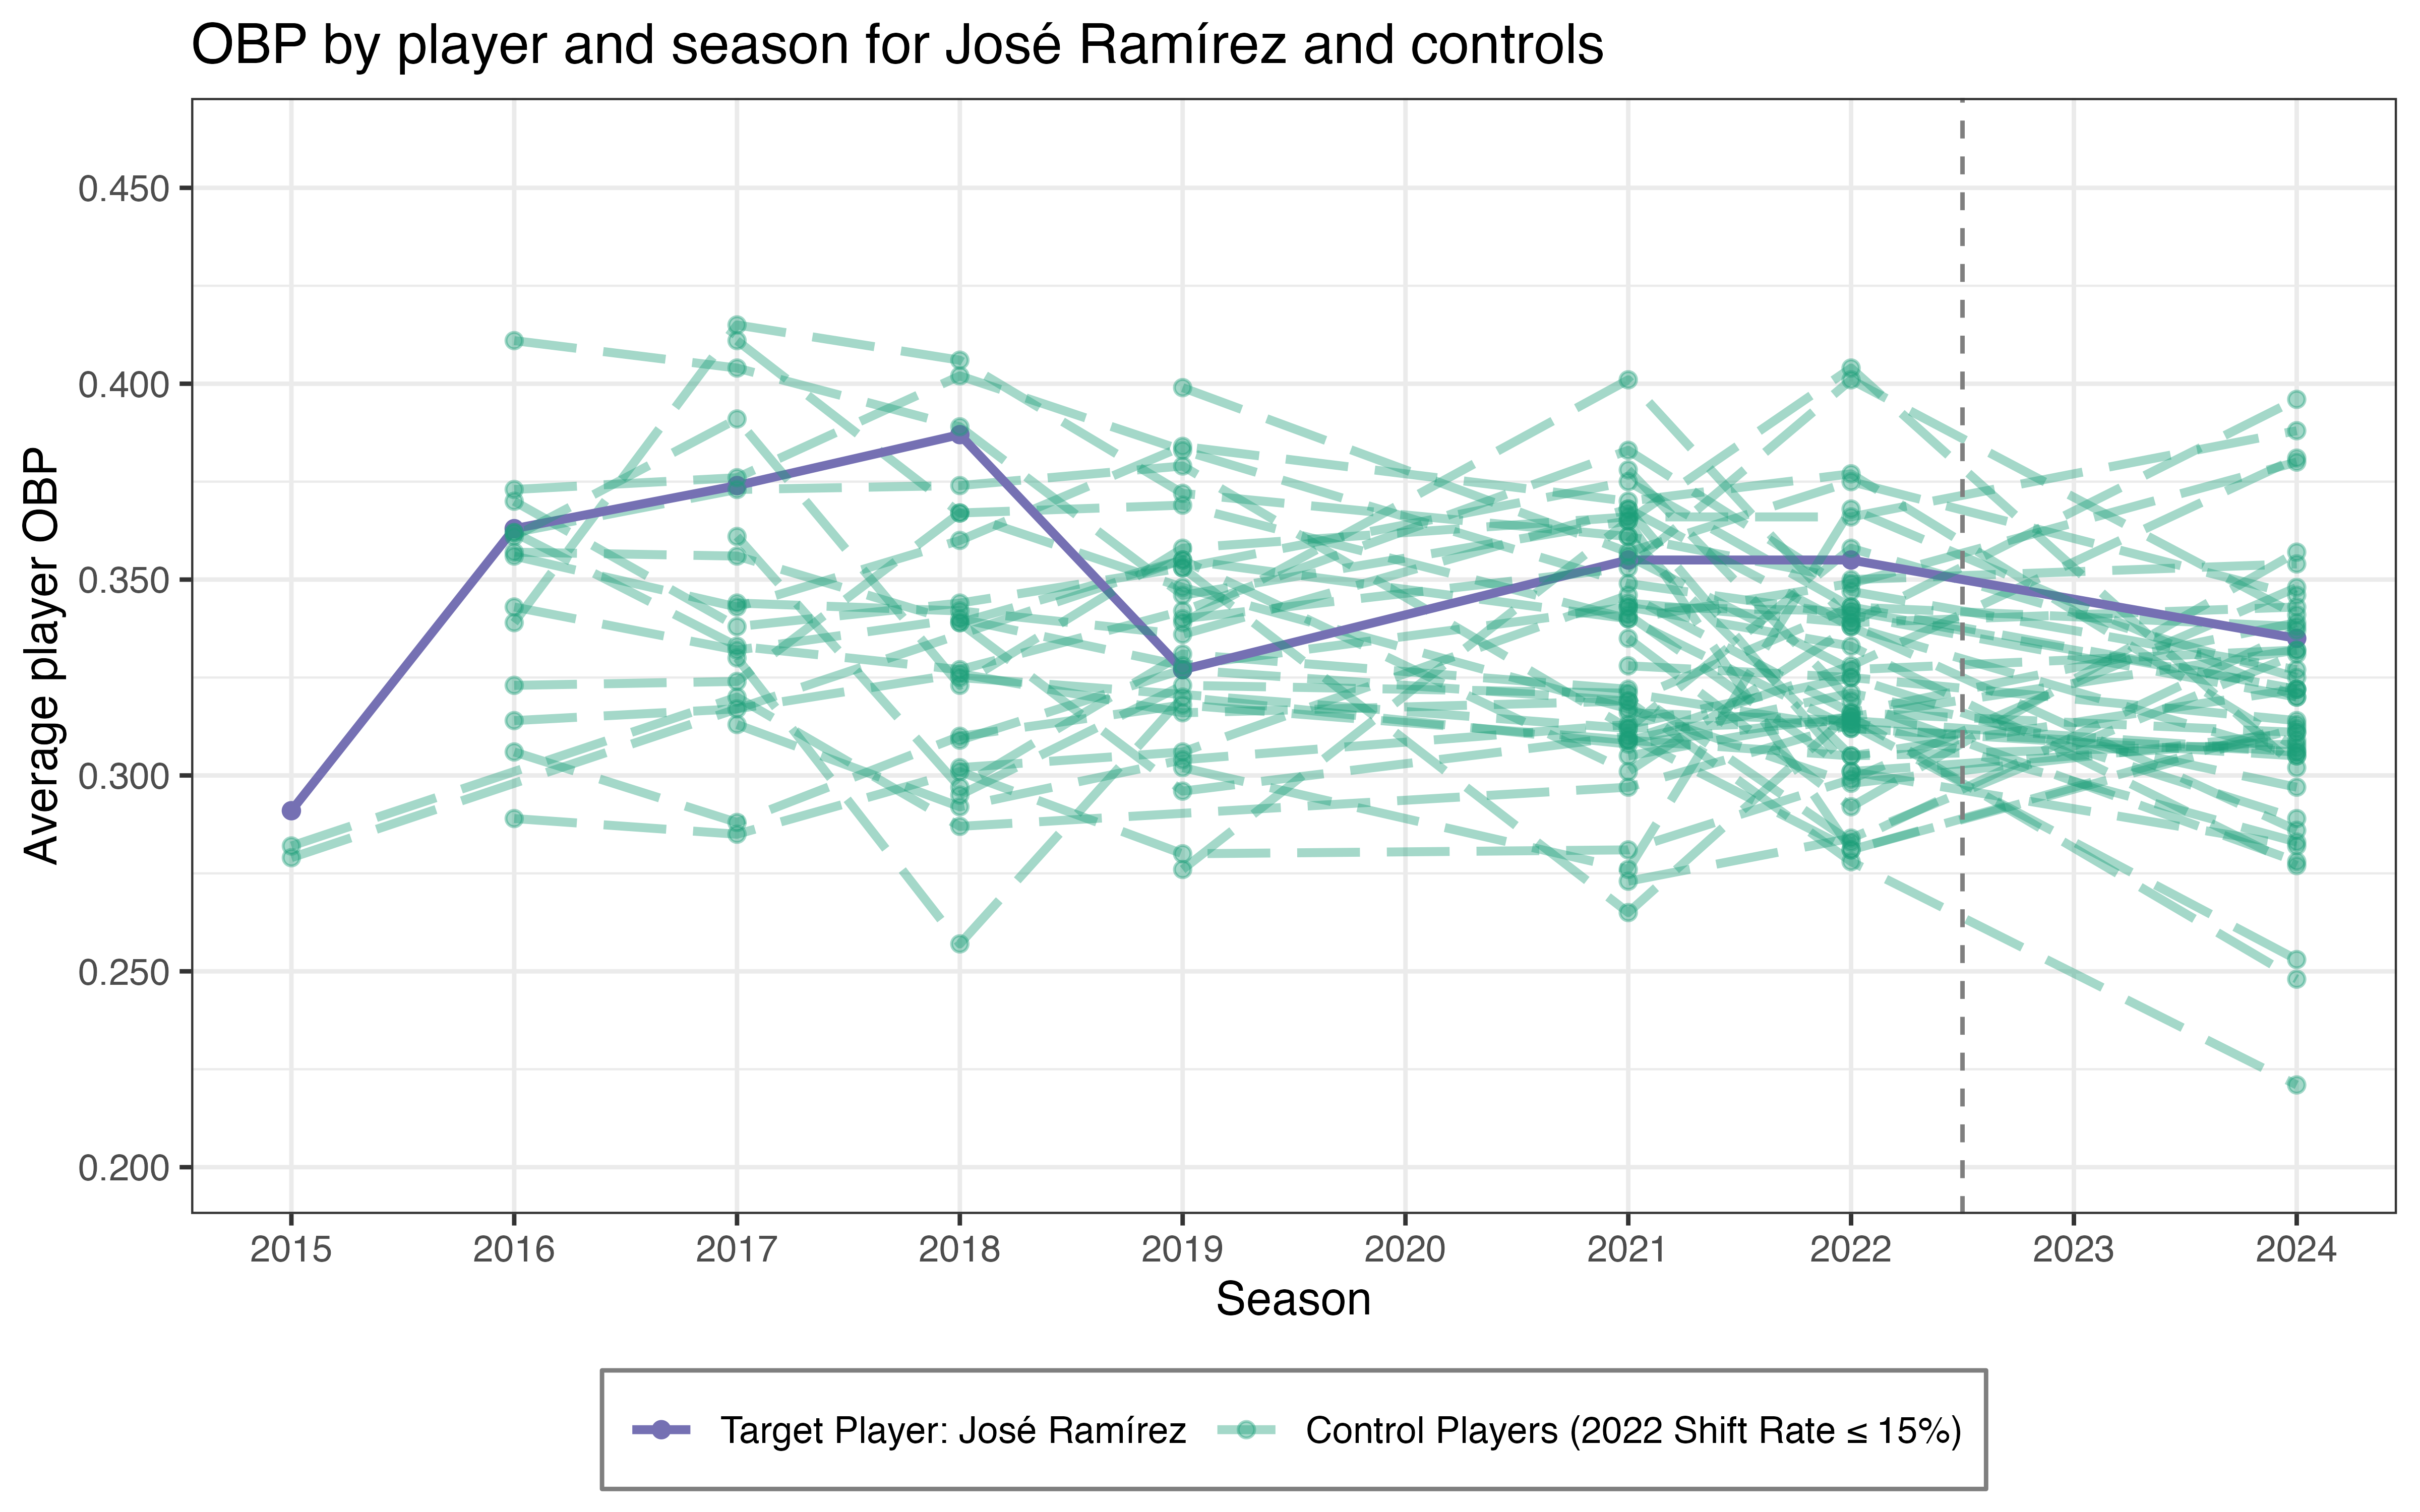 OBP by player and season for José Ramírez and controls
Average player OBP
0.450
0.400
0.350
0.300
0.250
0.200
2015 2016 2017 2018 2019 2020 2021 2022 2023 2024
Season
Target Player: José Ramírez Control Players (2022 Shift Rate ≤ 15%)